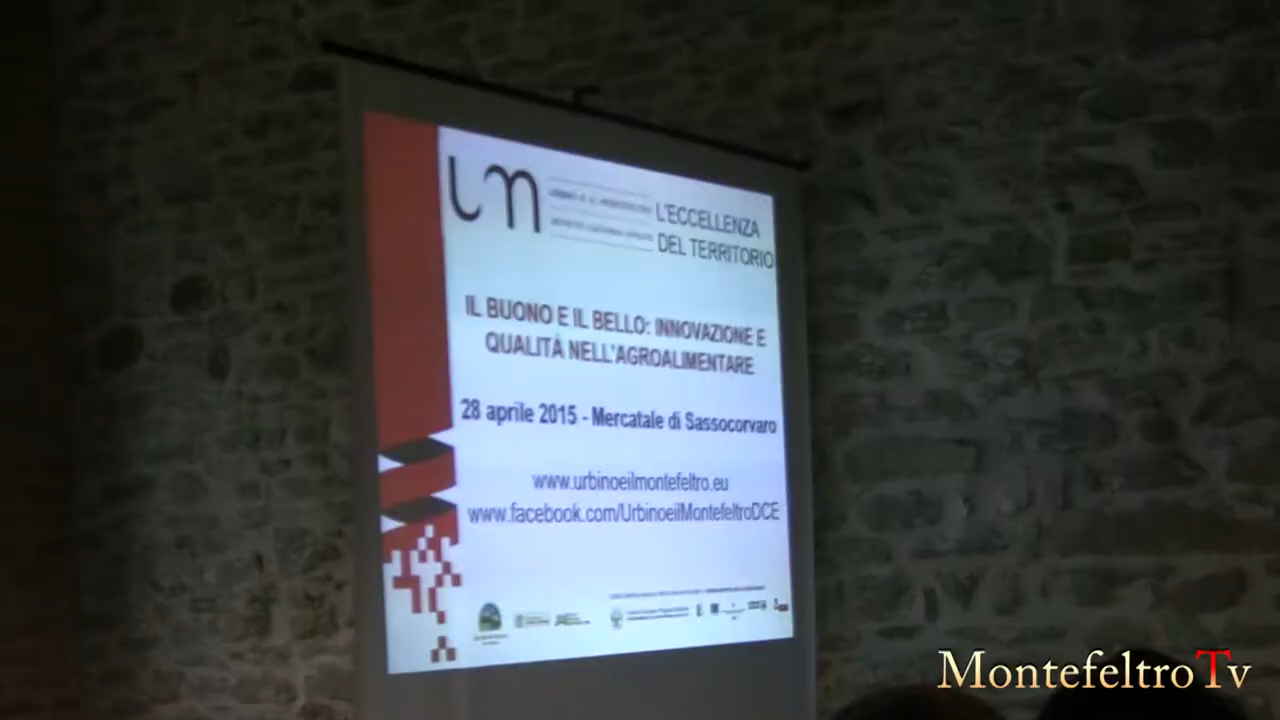 L'ECCELLENZA
DEL TERRITORIO
IL BUONO E IL BELLO: INNOVAZIONE E
QUALITÀ NELL'AGROALIMENTARE
28 aprile 2015 - Mercatale di Sassocorvaro
www.urbinoeilmontefeltro.eu
www.facebook.com/UrbinoeilMontefeltroDCE
MontefeltroTv